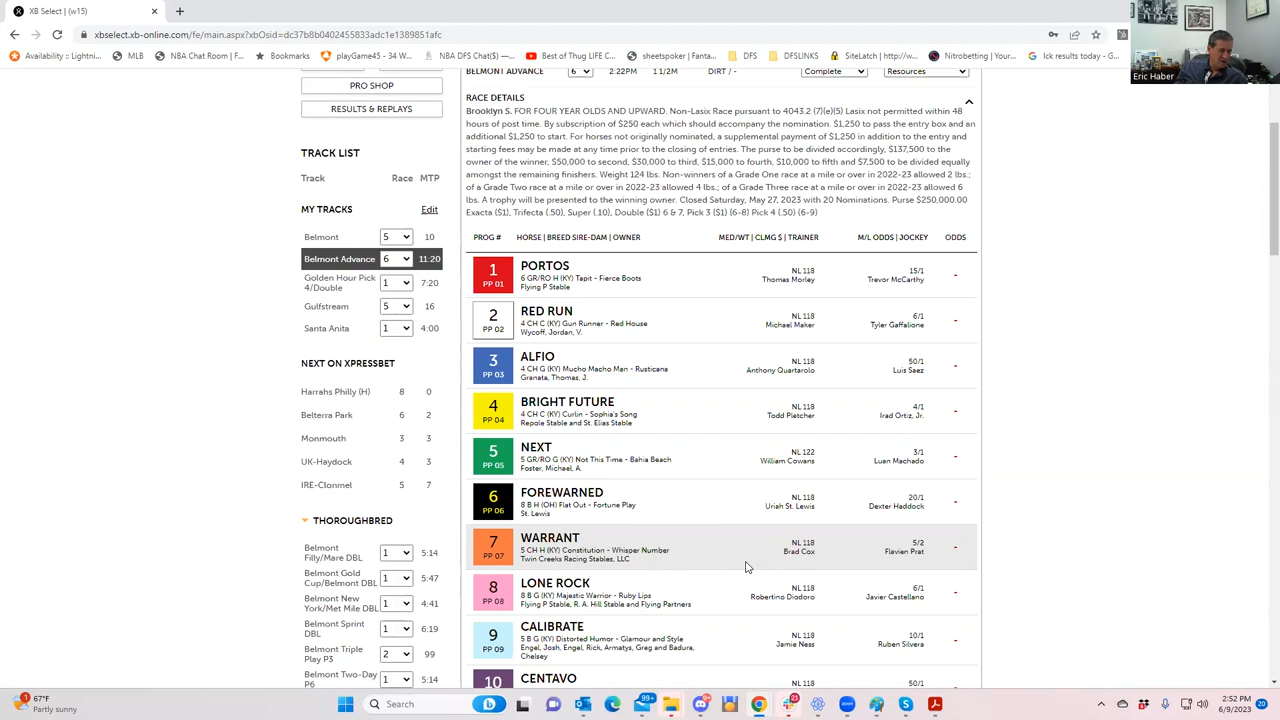 XB Select | (w15)
xbselect.xb-online.com/fe/main.aspx?xbOsid=dc37b8b0402455833adc1e3989851afc
Availability :: Lightni... MLB NBA Chat Room | F... Bookmarks playGame45 - 34 W... NBA DFS Chat($) —... Best of Thug LIFE C... sheetspoker | Fanta... DFS DFSLINKS SiteLatch | http://w... Nitrobetting | Your... lck results today - G...
Eric Haber
PRO SHOP
RESULTS & REPLAYS
TRACK LIST
Track Race MTP
MY TRACKS Edit
Belmont 5 10
Belmont Advance 6 11:20
Golden Hour Pick
4/Double 1 7:20
Gulfstream 5 16
Santa Anita 1 4:00
NEXT ON XPRESSBET
Harrahs Philly (H) 8 0
Belterra Park 6 2
Monmouth 3 3
UK-Haydock 4 3
IRE-Clonmel 5 7
THOROUGHBRED
Belmont
Filly/Mare DBL 1 5:14
Belmont Gold
Cup/Belmont DBL 1 5:47
Belmont New
York/Met Mile DBL 1 4:41
Belmont Sprint
DBL 1 6:19
Belmont Triple
Play P3 2 99
Belmont Two-Day
P6 1 5:14
BELMONT ADVANCE 6 2:22PM 1 1/2M DIRT / - Complete Resources
RACE DETAILS
Brooklyn S. FOR FOUR YEAR OLDS AND UPWARD. Non-Lasix Race pursuant to 4043.2 (7)(e)(5) Lasix not permitted within 48
hours of post time. By subscription of $250 each which should accompany the nomination. $1,250 to pass the entry box and an
additional $1,250 to start. For horses not originally nominated, a supplemental payment of $1,250 in addition to the entry and
starting fees may be made at any time prior to the closing of entries. The purse to be divided accordingly, $137,500 to the
owner of the winner, $50,000 to second, $30,000 to third, $15,000 to fourth, $10,000 to fifth and $7,500 to be divided equally
amongst the remaining finishers. Weight 124 lbs. Non-winners of a Grade One race at a mile or over in 2022-23 allowed 2 lbs.;
of a Grade Two race at a mile or over in 2022-23 allowed 4 lbs.; of a Grade Three race at a mile or over in 2022-23 allowed 6
lbs. A trophy will be presented to the winning owner. Closed Saturday, May 27, 2023 with 20 Nominations. Purse $250,000.00
Exacta ($1), Trifecta (.50), Super (.10), Double ($1) 6 & 7, Pick 3 ($1) (6-8) Pick 4 (.50) (6-9)
PROG # HORSE | BREED SIRE-DAM | OWNER MED/WT | CLMG $ | TRAINER M/L ODDS | JOCKEY ODDS
1 PP 01 PORTOS NL 118 15/1 -
6 GR/RO H (KY) Tapit - Fierce Boots Thomas Morley Trevor McCarthy
Flying P Stable
2 PP 02 RED RUN NL 118 6/1 -
4 CH C (KY) Gun Runner - Red House Michael Maker Tyler Gaffalione
Wycoff, Jordan, V.
3 PP 03 ALFIO NL 118 50/1 -
4 CH G (KY) Mucho Macho Man - Rusticana Anthony Quartarolo Luis Saez
Granata, Thomas, J.
4 PP 04 BRIGHT FUTURE NL 118 4/1 -
4 CH C (KY) Curlin - Sophia's Song Todd Pletcher Irad Ortiz, Jr.
Repole Stable and St. Elias Stable
5 PP 05 NEXT NL 122 3/1 -
5 GR/RO G (KY) Not This Time - Bahia Beach William Cowans Luan Machado
Foster, Michael, A.
6 PP 06 FOREWARNED NL 118 20/1 -
8 B H (OH) Flat Out - Fortune Play Uriah St. Lewis Dexter Haddock
St. Lewis
7 PP 07 WARRANT NL 118 5/2 -
5 CH H (KY) Constitution - Whisper Number Brad Cox Flavien Prat
Twin Creeks Racing Stables, LLC
8 PP 08 LONE ROCK NL 118 6/1 -
8 B G (KY) Majestic Warrior - Ruby Lips Robertino Diodoro Javier Castellano
Flying P Stable, R. A. Hill Stable and Flying Partners
9 PP 09 CALIBRATE NL 118 10/1 -
5 B G (KY) Distorted Humor - Glamour and Style Jamie Ness Ruben Silvera
Engel, Josh, Engel, Rick, Armatys, Greg and Badura,
Chelsey
10 CENTAVO NL 118 50/1 -
67°F
Partly sunny
1
Search
99+
23
2:52 PM
6/9/2023
20